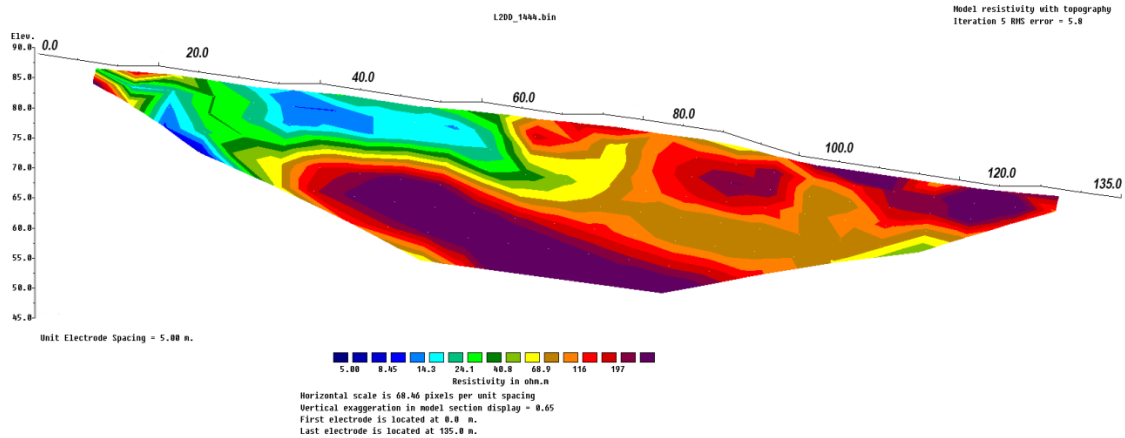 L2DD_1444.bin
Model resistivity with topography
Iteration 5 RMS error = 5.8
Elev.
90.0
85.0
80.0
75.0
70.0
65.0
60.0
55.0
50.0
45.0
0.0
20.0
40.0
60.0
80.0
100.0
120.0
135.0
Unit Electrode Spacing = 5.00 m.
5.00 8.45 14.3 24.1 40.8 68.9 116 197
Resistivity in ohm.m
Horizontal scale is 68.46 pixels per unit spacing
Vertical exaggeration in model section display = 0.65
First electrode is located at 0.0 m.
Last electrode is located at 135.0 m.